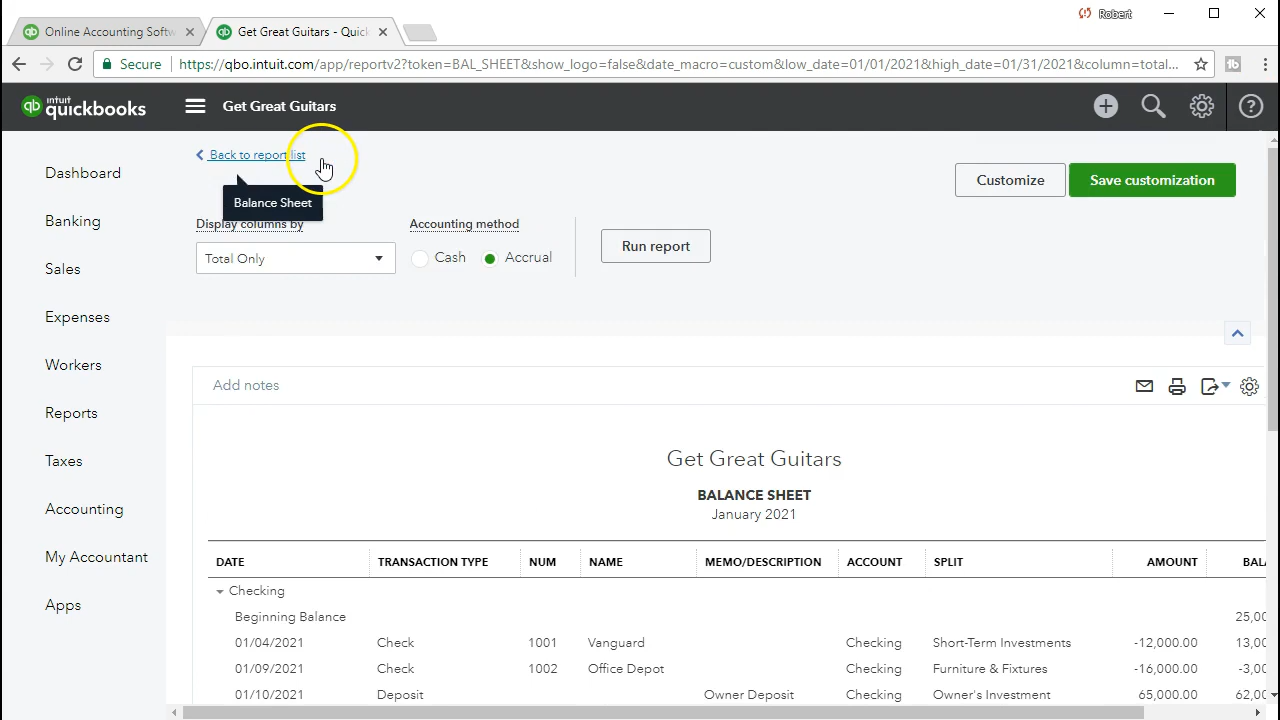 Robert
Online Accounting Softw
Get Great Guitars - Quick
Secure
https://qbo.intuit.com/app/reportv2?token=BAL_SHEET&show_logo=false&date_macro=custom&low_date=01/01/2021&high_date=01/31/2021&column=total...
qb intuit quickbooks
Get Great Guitars
Back to report list
Balance Sheet
Customize
Save customization
Display columns by
Accounting method
Total Only
Cash
Accrual
Run report
Dashboard
Banking
Sales
Expenses
Workers
Reports
Taxes
Accounting
My Accountant
Apps
Add notes
Get Great Guitars
BALANCE SHEET
January 2021
DATE TRANSACTION TYPE NUM NAME MEMO/DESCRIPTION ACCOUNT SPLIT AMOUNT BALA
Checking
Beginning Balance 25,00
01/04/2021 Check 1001 Vanguard Checking Short-Term Investments -12,000.00 13,00
01/09/2021 Check 1002 Office Depot Checking Furniture & Fixtures -16,000.00 -3,00
01/10/2021 Deposit Owner Deposit Checking Owner's Investment 65,000.00 62,00